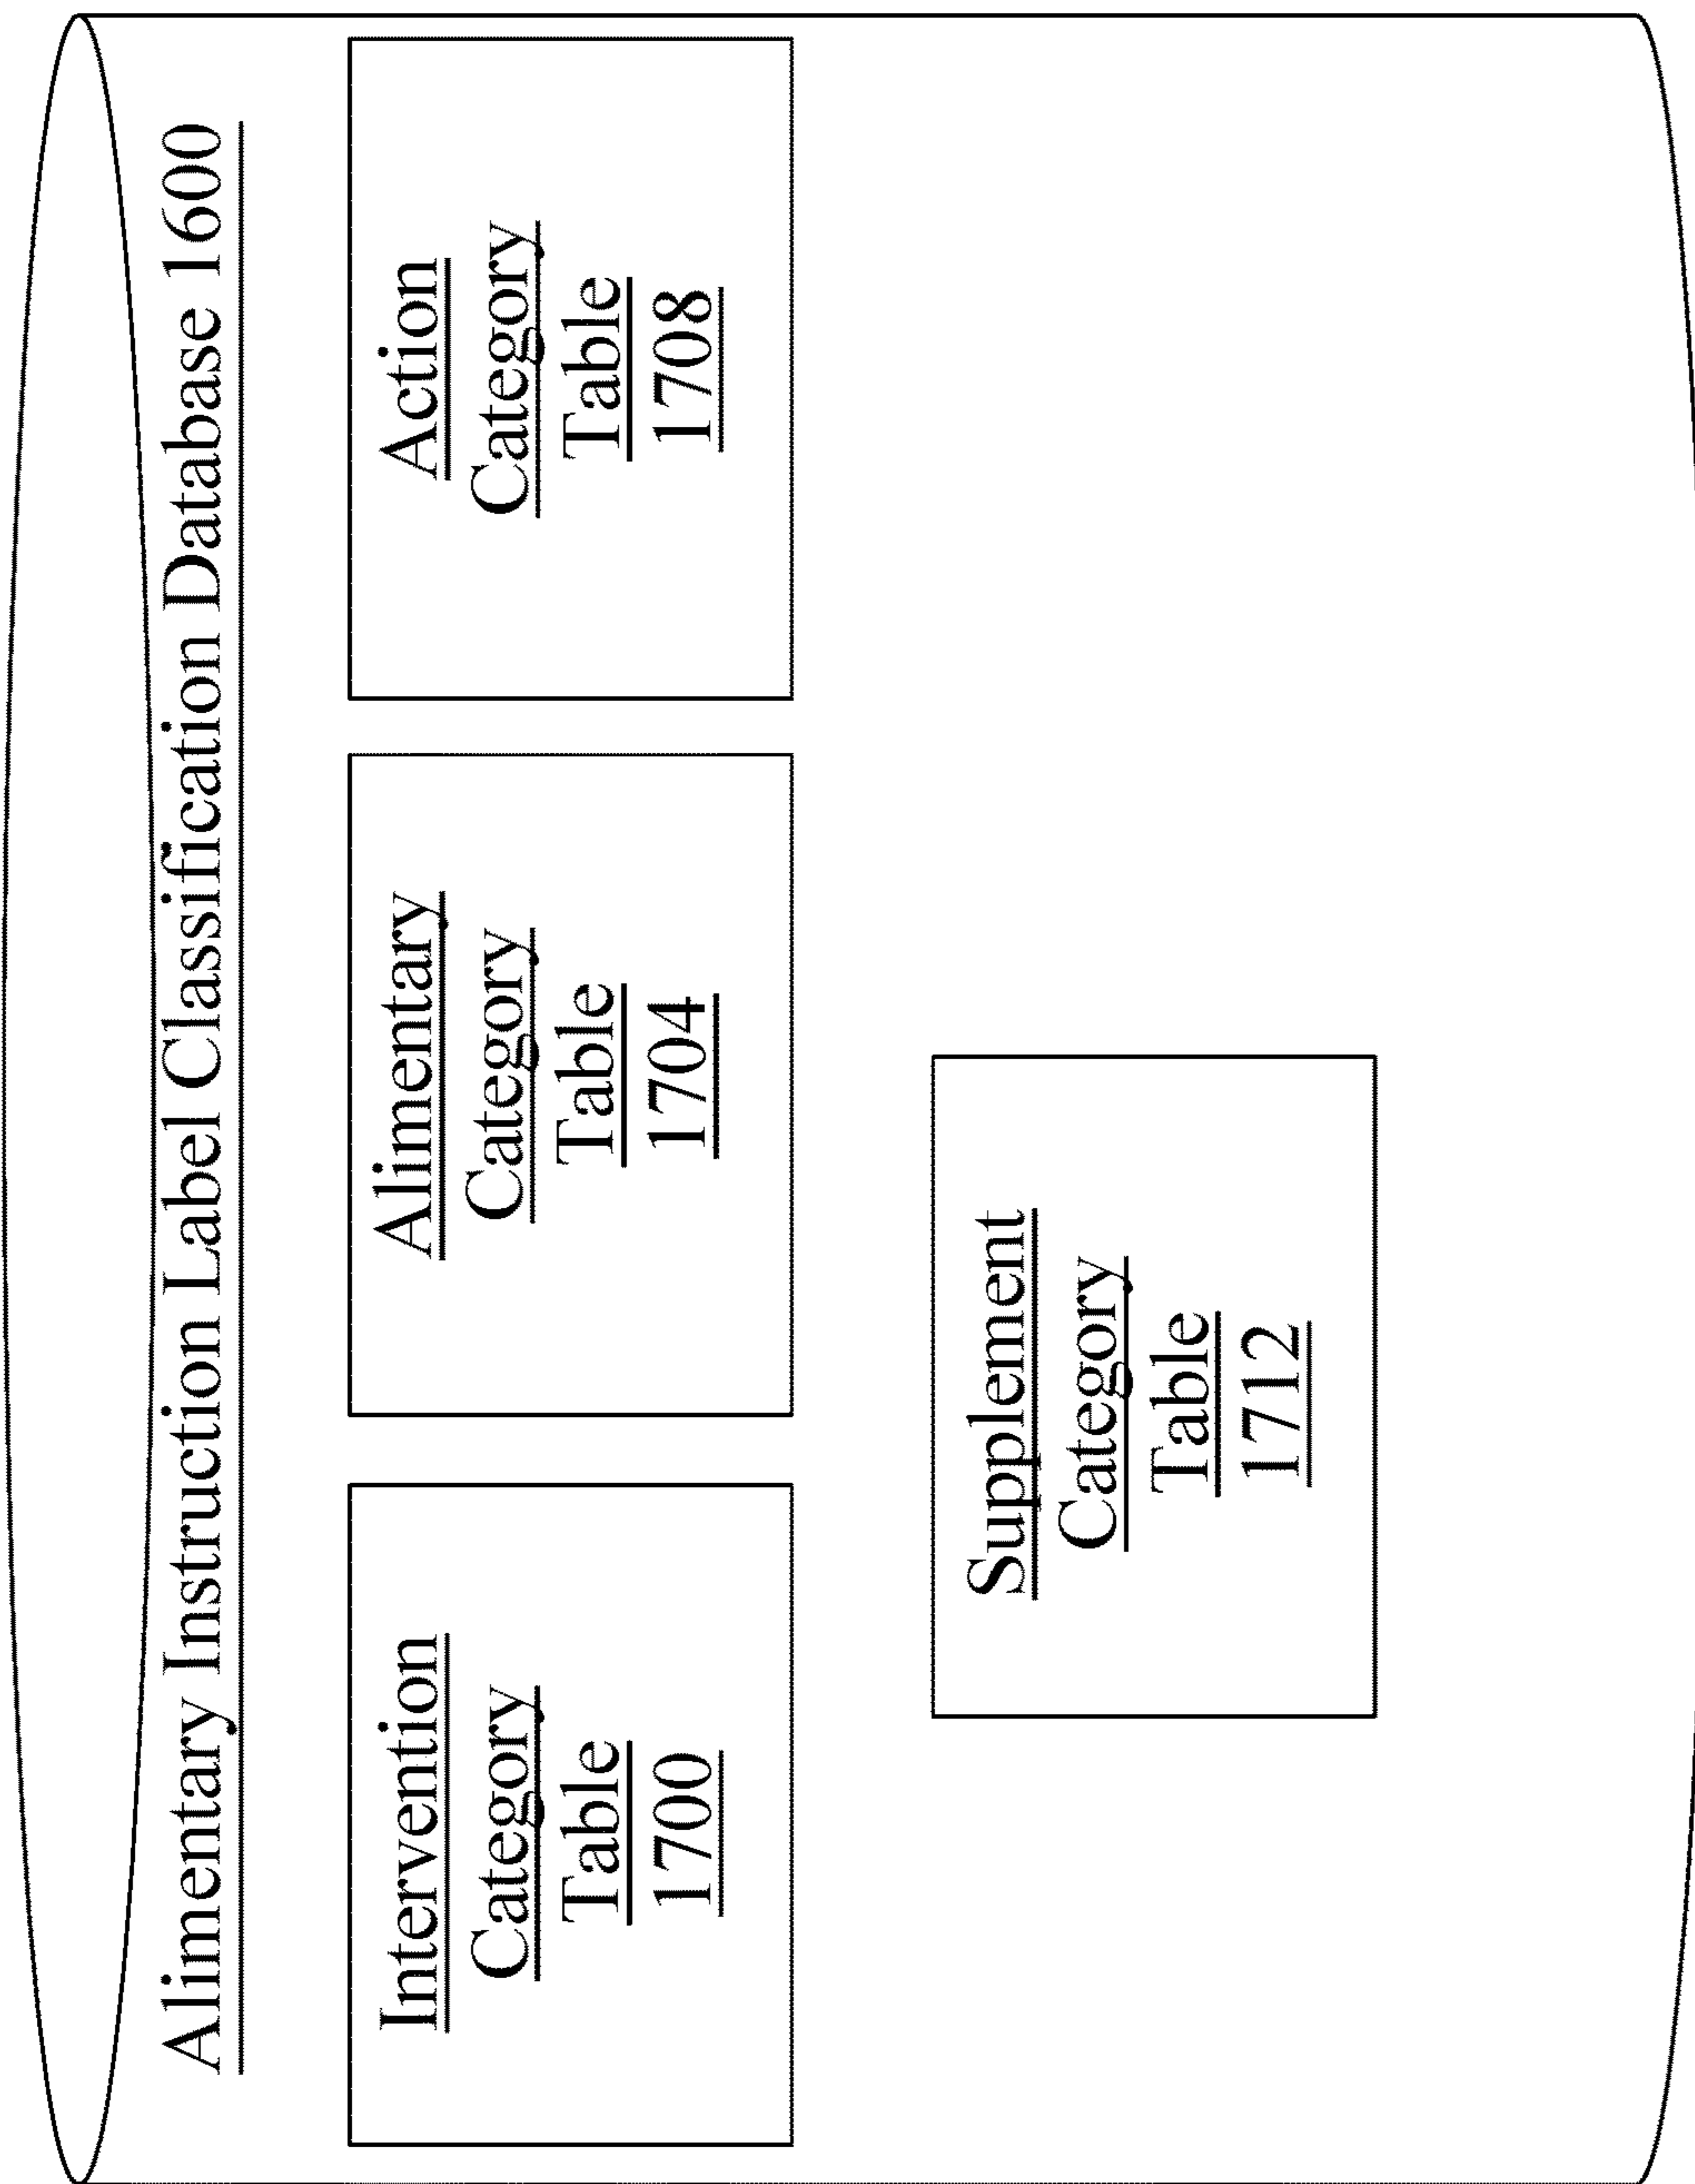 Alimentary Instruction Label Classification Database 1600
Intervention
Category
Table
1700
Alimentary
Category
Table
1704
Action
Category
Table
1708
Supplement
Category
Table
1712